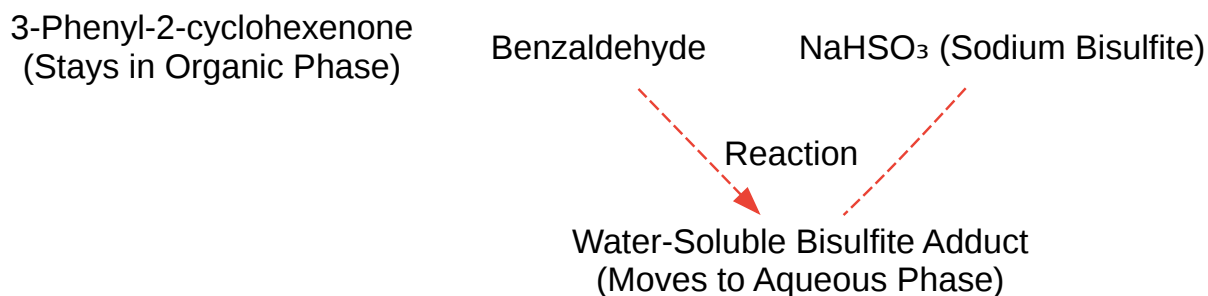 3-Phenyl-2-cyclohexenone
(Stays in Organic Phase)
Benzaldehyde
NaHSO₃ (Sodium Bisulfite)
Reaction
Water-Soluble Bisulfite Adduct
(Moves to Aqueous Phase)